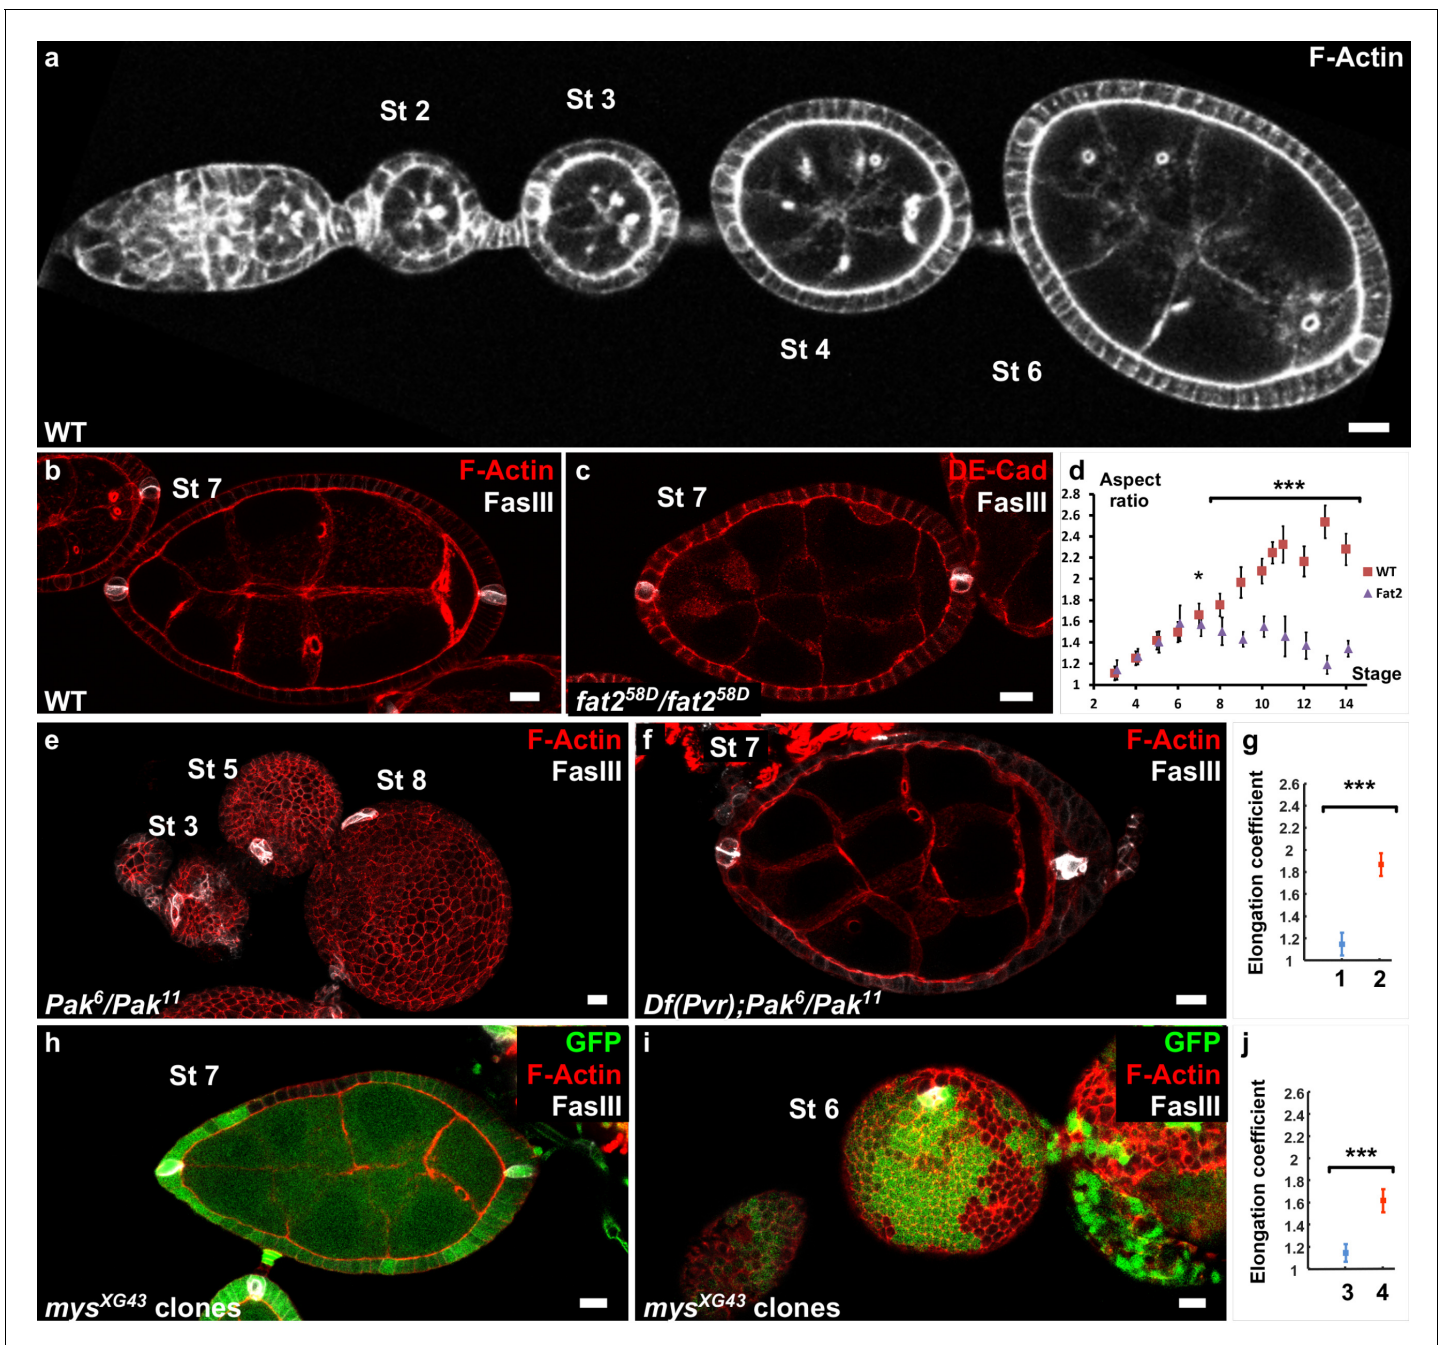 a
F-Actin
St 2
St 3
St 4
St 6
WT
b
St 7
F-Actin
FasIII
WT
c
St 7
DE-Cad
FasIII
fat2^58D/fat2^58D
d
Aspect
ratio
***
*
2.8
2.6
2.4
2.2
2
1.8
1.6
1.4
1.2
1
WT
Fat2
Stage
2 4 6 8 10 12 14
e
St 5
St 8
St 3
F-Actin
FasIII
Pak^6/Pak^11
f
St 7
F-Actin
FasIII
Df(Pvr);Pak^6/Pak^11
g
Elongation coefficient
***
2.6
2.4
2.2
2
1.8
1.6
1.4
1.2
1
1 2
h
St 7
GFP
F-Actin
FasIII
mys^XG43 clones
i
St 6
GFP
F-Actin
FasIII
mys^XG43 clones
j
Elongation coefficient
***
2.6
2.4
2.2
2
1.8
1.6
1.4
1.2
1
3 4